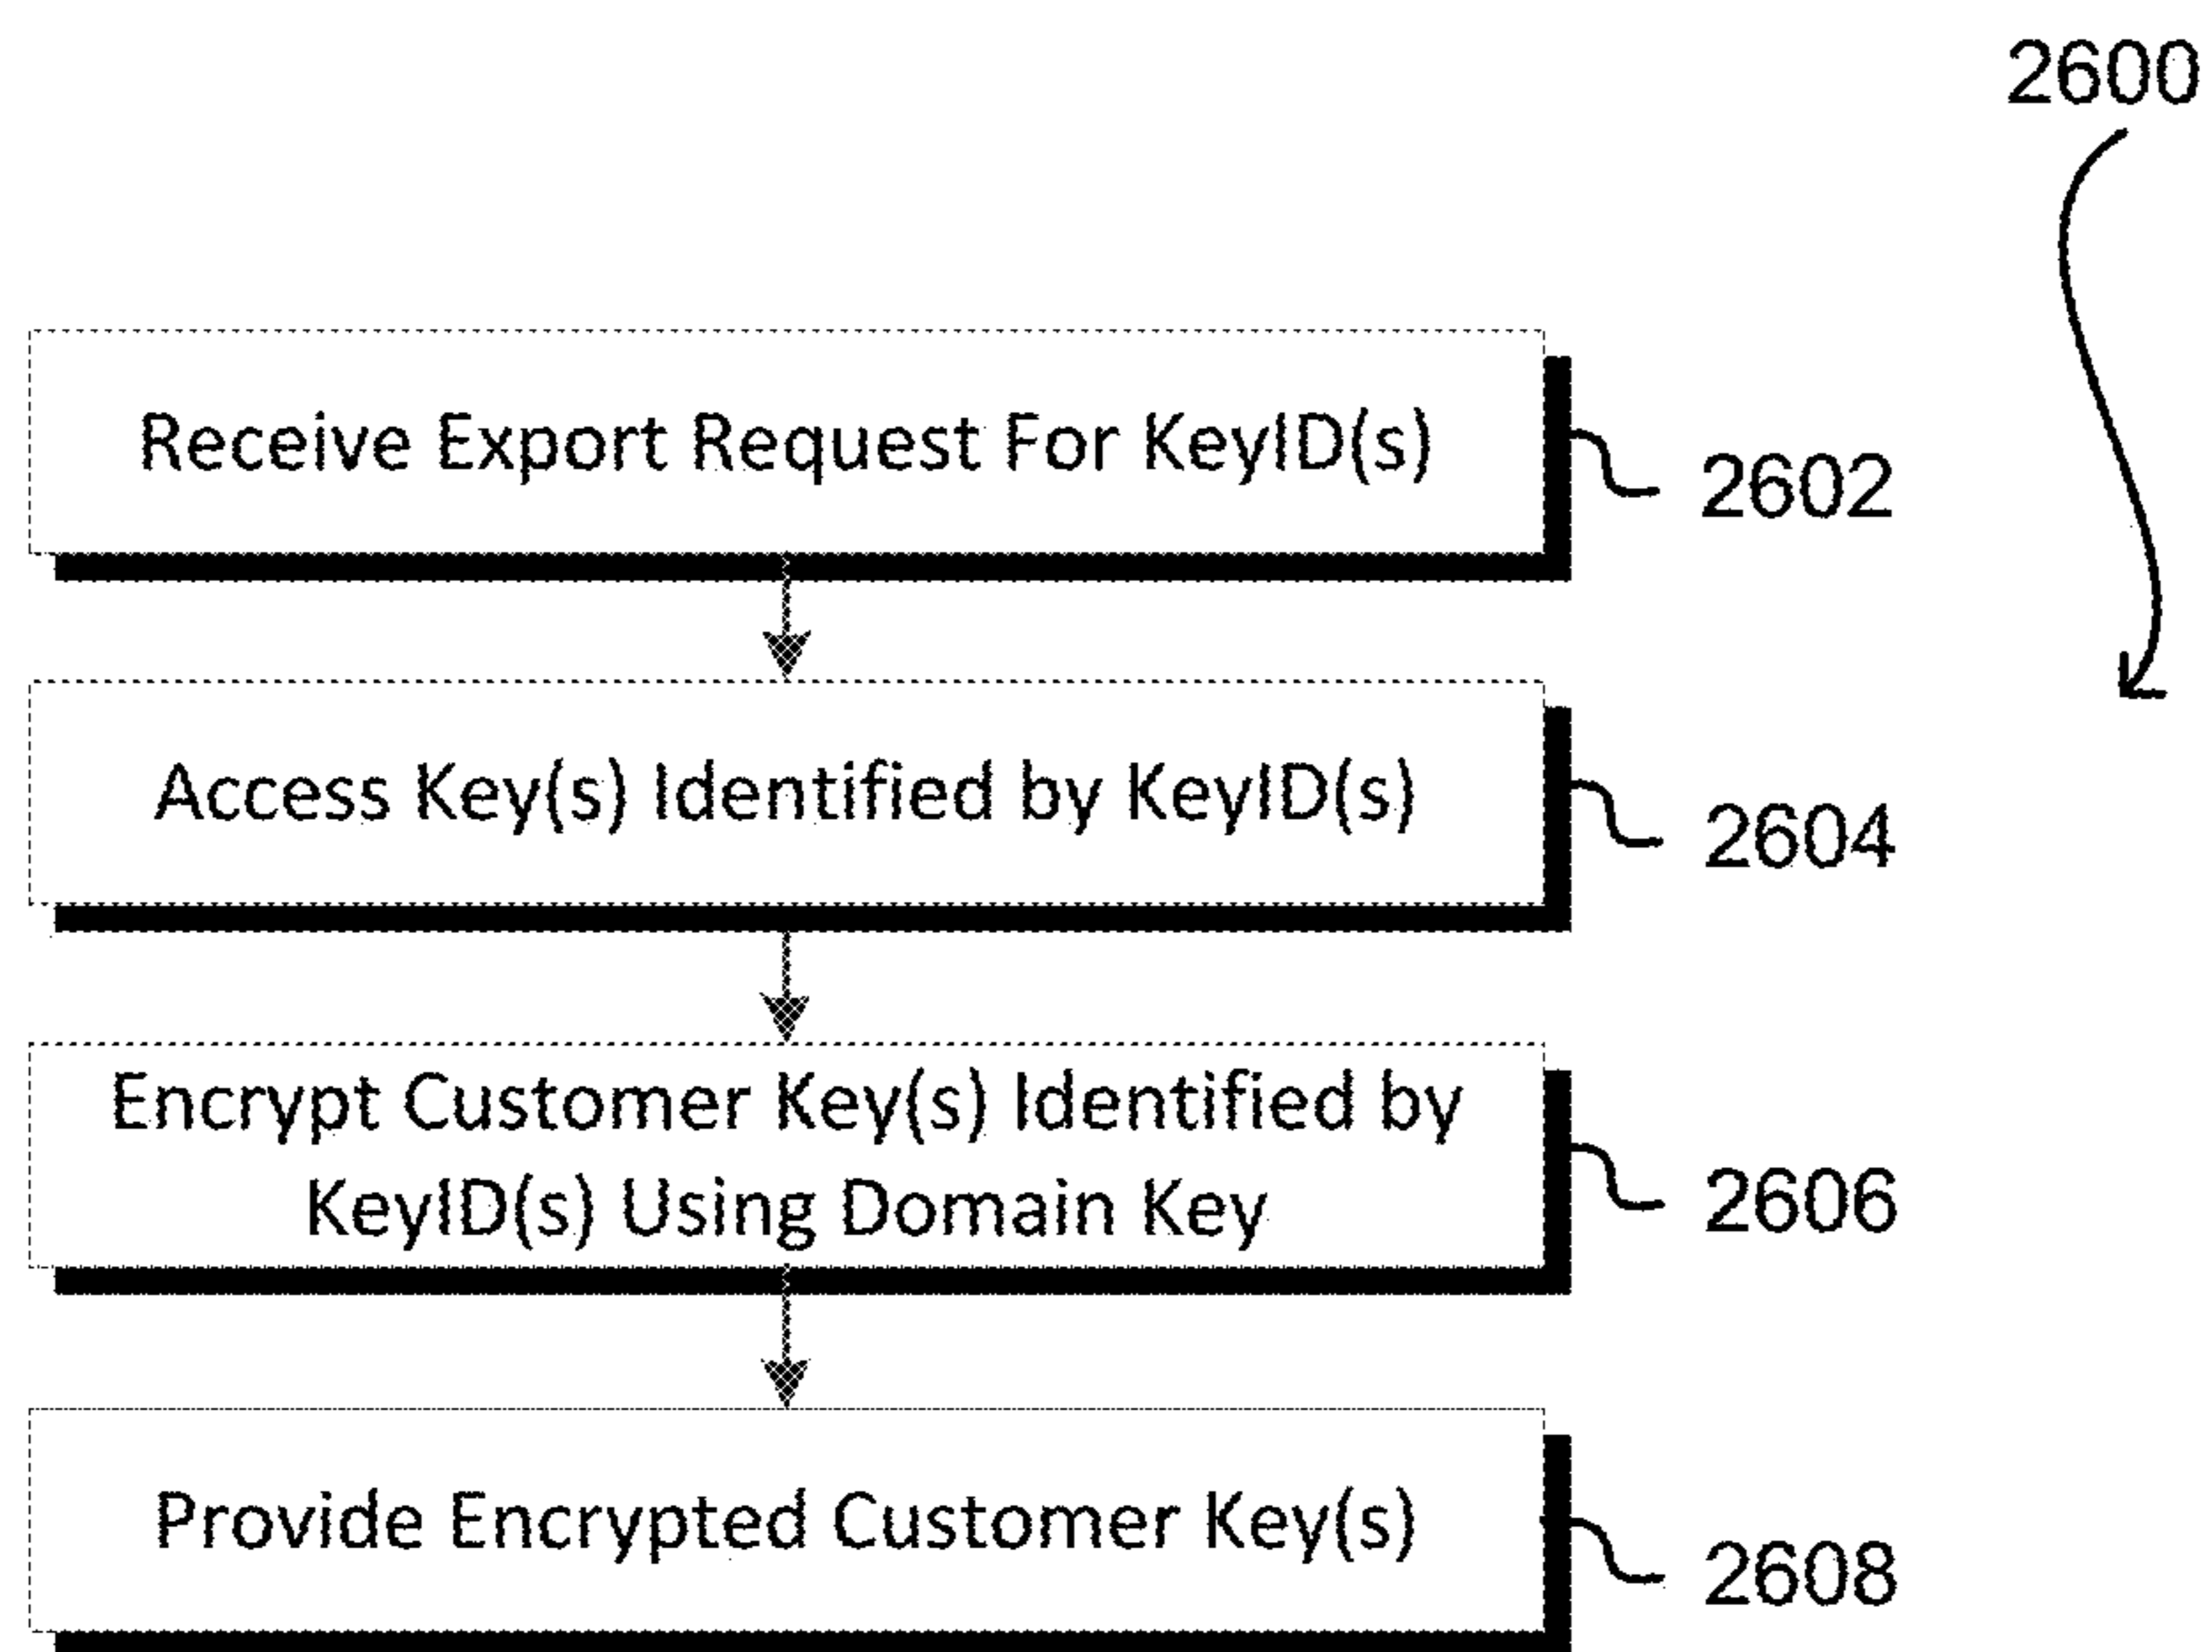 2600
Receive Export Request For KeyID(s)
2602
Access Key(s) Identified by KeyID(s)
2604
Encrypt Customer Key(s) Identified by
KeyID(s) Using Domain Key
2606
Provide Encrypted Customer Key(s)
2608